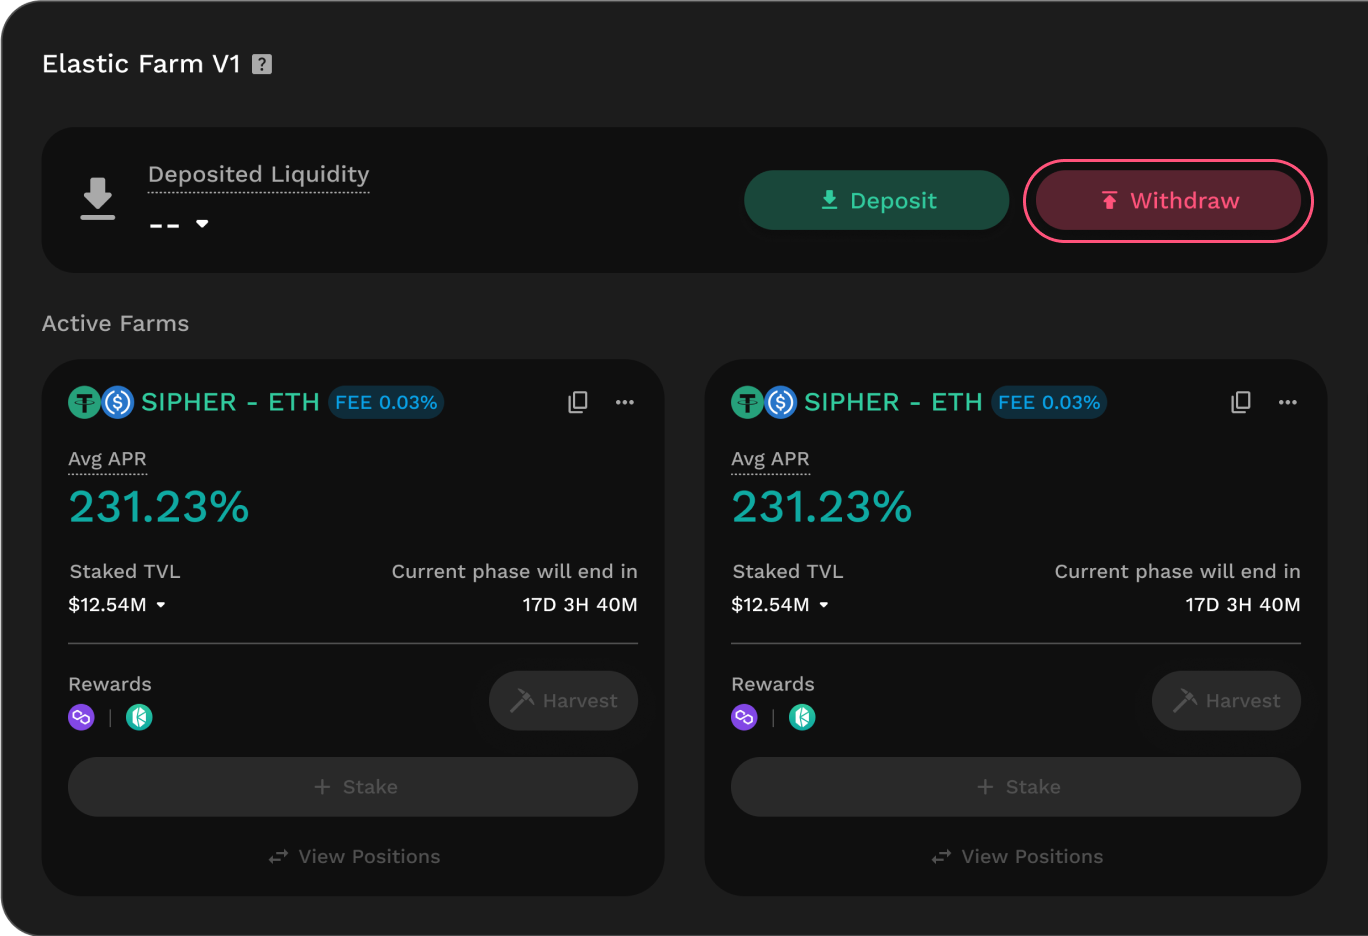 Elastic Farm V1 ?
Deposited Liquidity
--
Deposit
Withdraw
Active Farms
SIPHER - ETH FEE 0.03%
Avg APR
231.23%
Staked TVL Current phase will end in
$12.54M 17D 3H 40M
Rewards
Harvest
+ Stake
View Positions
SIPHER - ETH FEE 0.03%
Avg APR
231.23%
Staked TVL Current phase will end in
$12.54M 17D 3H 40M
Rewards
Harvest
+ Stake
View Positions